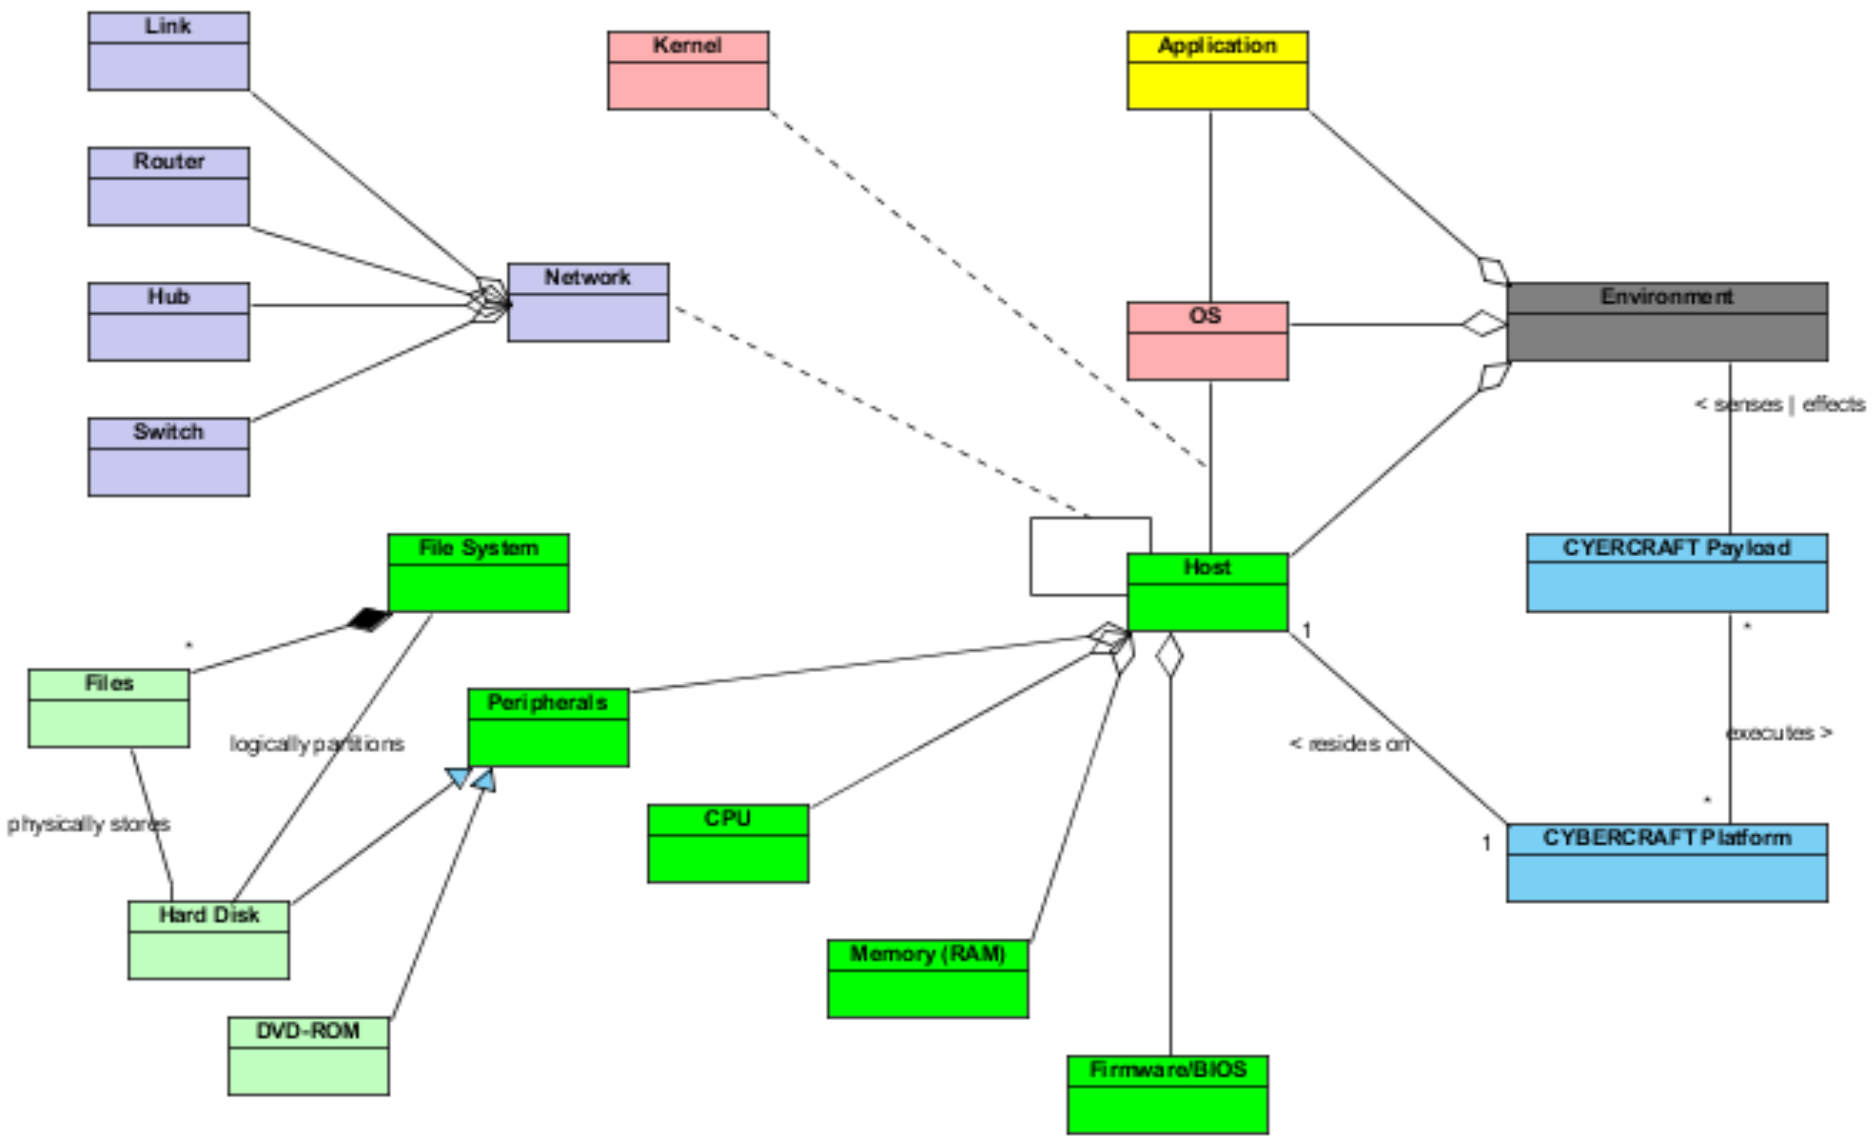 Link
Kernel
Application
Router
Network
Hub
Environment
OS
< senses | effects
Switch
File System
CYERCRAFT Payload
Host
*
1
*
Files
Peripherals
logically partitions
< resides on
executes >
*
physically stores
CPU
1
CYBERCRAFT Platform
Hard Disk
Memory (RAM)
DVD-ROM
Firmware/BIOS